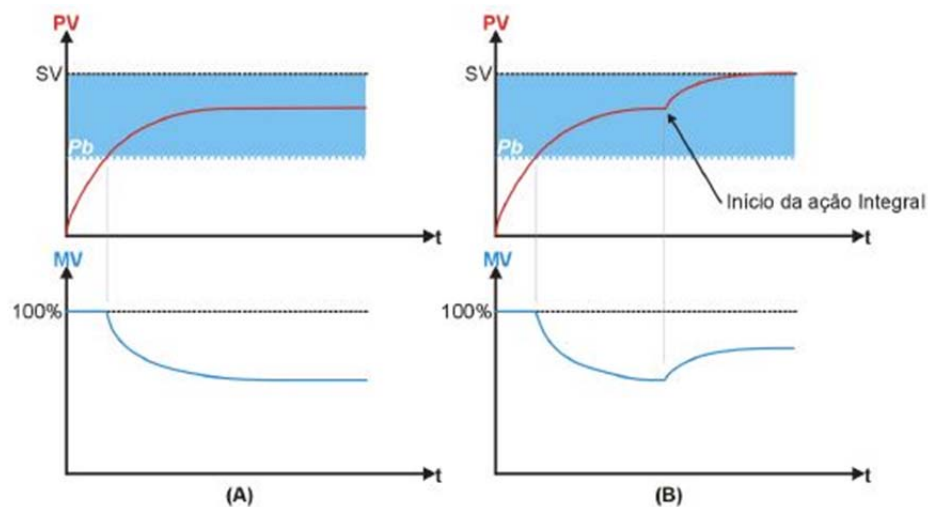 PV
SV
Pb
t
MV
100%
t
(A)
PV
SV
Pb
Início da ação Integral
t
MV
100%
t
(B)